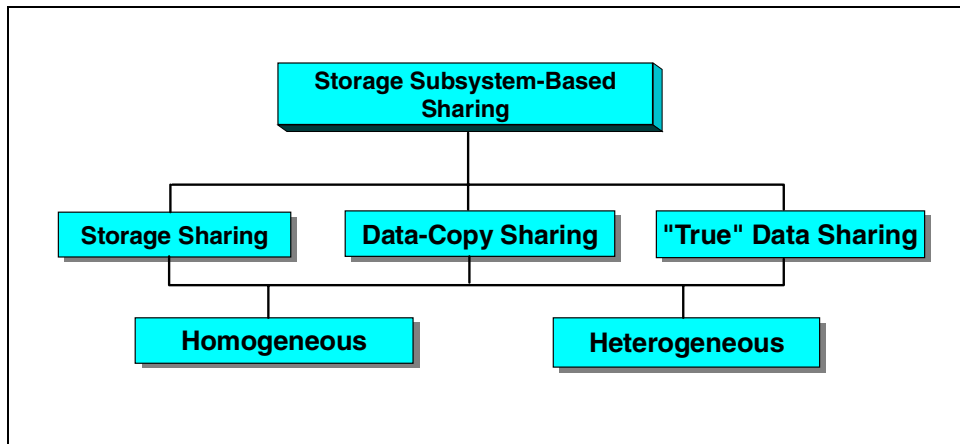 Storage Subsystem-Based
Sharing
Storage Sharing
Data-Copy Sharing
"True" Data Sharing
Homogeneous
Heterogeneous